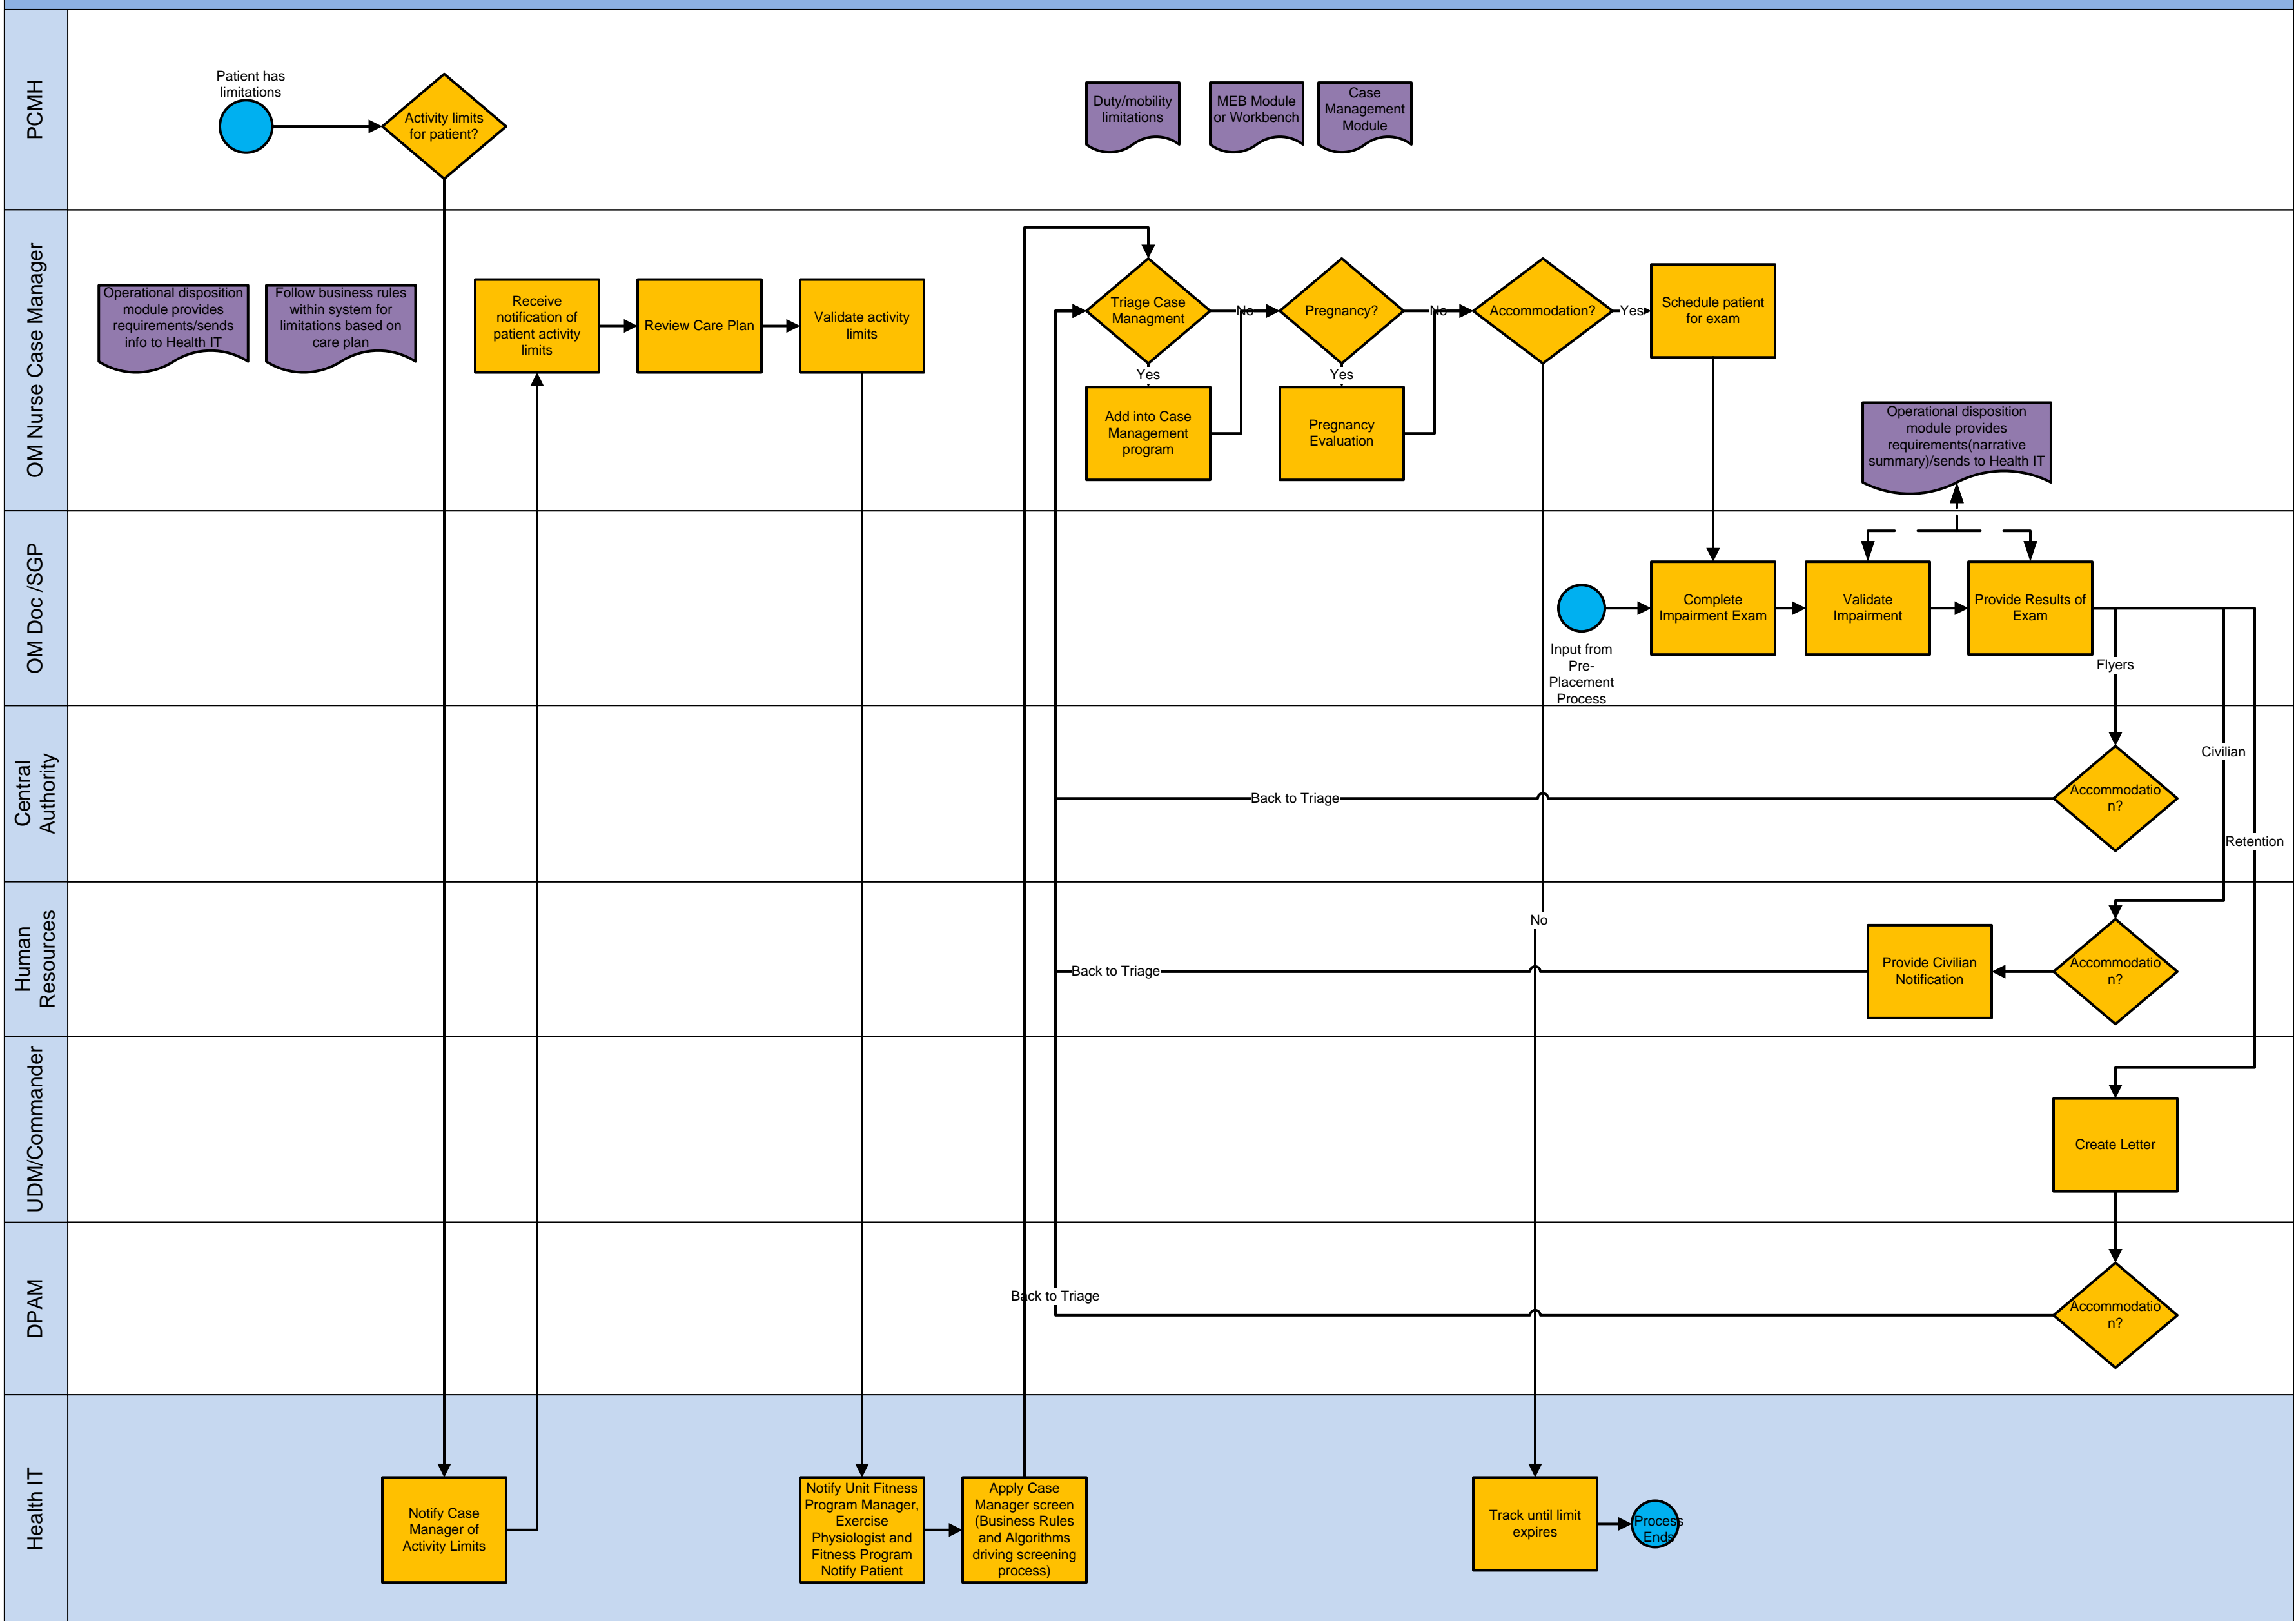 PCMH
Patient has
limitations
Activity limits
for patient?
Duty/mobility
limitations
MEB Module
or Workbench
Case
Management
Module
OM Nurse Case Manager
Operational disposition
module provides
requirements/sends
info to Health IT
Follow business rules
within system for
limitations based on
care plan
Receive
notification of
patient activity
limits
Review Care Plan
Validate activity
limits
Triage Case
Managment
No
Yes
Add into Case
Management
program
Pregnancy?
No
Yes
Pregnancy
Evaluation
Accommodation?
Yes
Schedule patient
for exam
Operational disposition
module provides
requirements(narrative
summary)/sends to Health IT
OM Doc /SGP
Input from
Pre-
Placement
Process
Complete
Impairment Exam
Validate
Impairment
Provide Results of
Exam
Flyers
Central
Authority
Civilian
Back to Triage
Accommodatio
n?
Retention
Human
Resources
No
Back to Triage
Provide Civilian
Notification
Accommodatio
n?
UDM/Commander
Create Letter
DPAM
Back to Triage
Accommodatio
n?
Health IT
Notify Case
Manager of
Activity Limits
Notify Unit Fitness
Program Manager,
Exercise
Physiologist and
Fitness Program
Notify Patient
Apply Case
Manager screen
(Business Rules
and Algorithms
driving screening
process)
Track until limit
expires
Process
Ends